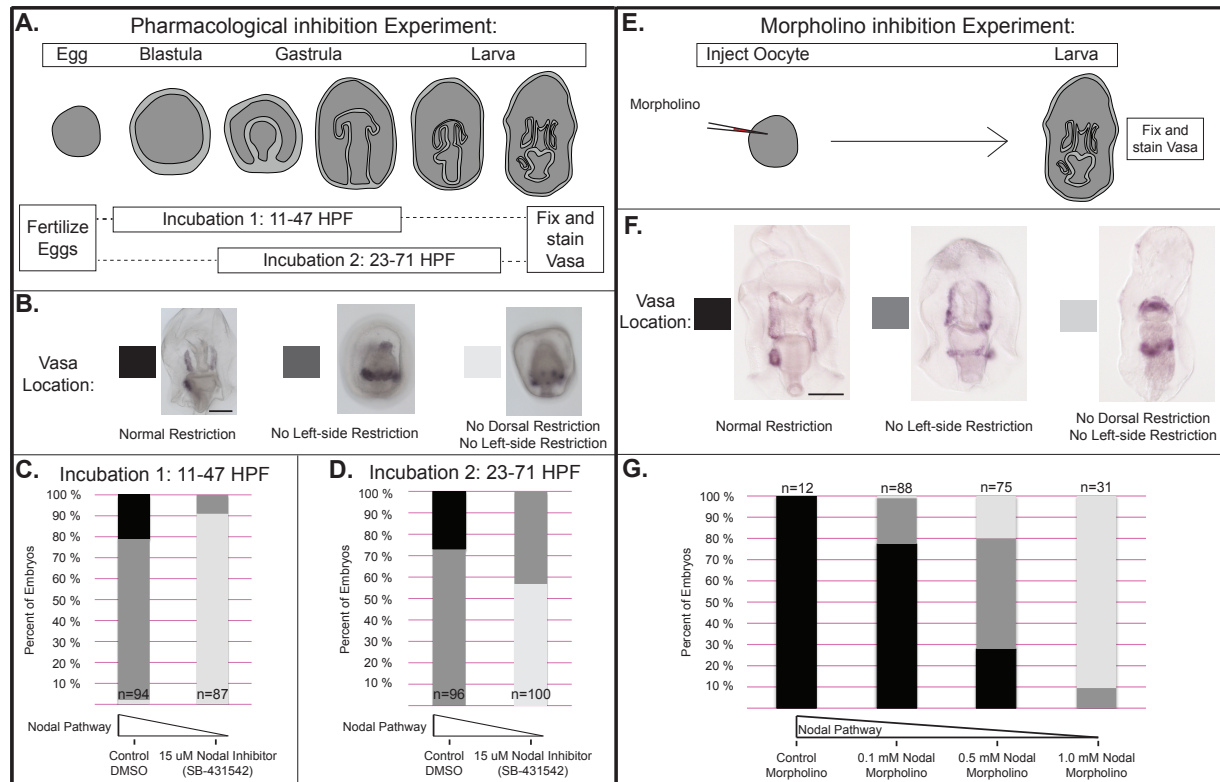 A.
Pharmacological inhibition Experiment:
Egg Blastula Gastrula Larva
Fertilize
Eggs
Incubation 1: 11-47 HPF
Incubation 2: 23-71 HPF
Fix and
stain
Vasa
B.
Vasa
Location:
Normal Restriction
No Left-side Restriction
No Dorsal Restriction
No Left-side Restriction
C.
Incubation 1: 11-47 HPF
Percent of Embryos
100 %
90 %
80 %
70 %
60 %
50 %
40 %
30 %
20 %
10 %
n=94
n=87
Nodal Pathway
Control
DMSO
15 uM Nodal Inhibitor
(SB-431542)
D.
Incubation 2: 23-71 HPF
Percent of Embryos
100 %
90 %
80 %
70 %
60 %
50 %
40 %
30 %
20 %
10 %
n=96
n=100
Nodal Pathway
Control
DMSO
15 uM Nodal Inhibitor
(SB-431542)
E.
Morpholino inhibition Experiment:
Inject Oocyte Larva
Morpholino
Fix and
stain Vasa
F.
Vasa
Location:
Normal Restriction
No Left-side Restriction
No Dorsal Restriction
No Left-side Restriction
G.
Percent of Embryos
100 %
90 %
80 %
70 %
60 %
50 %
40 %
30 %
20 %
10 %
n=12
n=88
n=75
n=31
Nodal Pathway
Control
Morpholino
0.1 mM Nodal
Morpholino
0.5 mM Nodal
Morpholino
1.0 mM Nodal
Morpholino